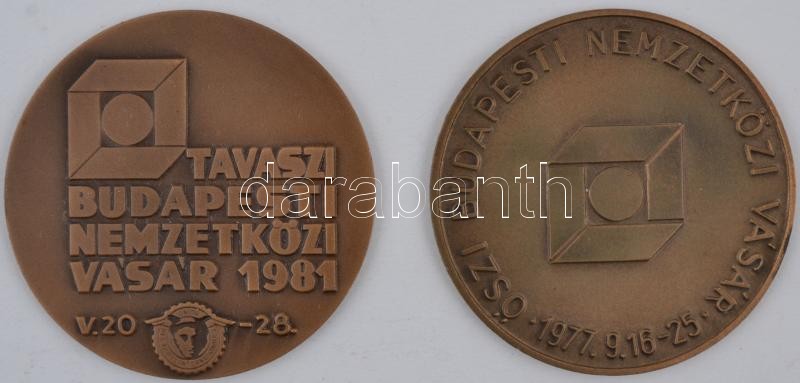 TAVASZI
BUDAPESTI
NEMZETKÖZI
VÁSÁR 1981
V.20 -28.
ŐSZI BUDAPESTI NEMZETKÖZI VÁSÁR · 1977. 9.16-25 ·
darabanth